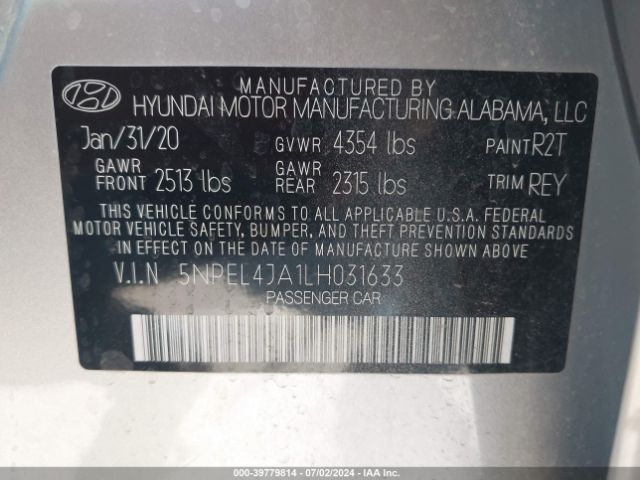 MANUFACTURED BY
HYUNDAI MOTOR MANUFACTURING ALABAMA, LLC
Jan/31/20 GVWR 4354 lbs PAINT R2T
GAWR FRONT 2513 lbs GAWR REAR 2315 lbs TRIM REY
THIS VEHICLE CONFORMS TO ALL APPLICABLE U.S.A. FEDERAL
MOTOR VEHICLE SAFETY, BUMPER, AND THEFT PREVENTION STANDARDS
IN EFFECT ON THE DATE OF MANUFACTURE SHOWN ABOVE.
V.I.N 5NPEL4JA1LH031633
PASSENGER CAR
000-39779814 / 07/02/2024 - IAA Inc.